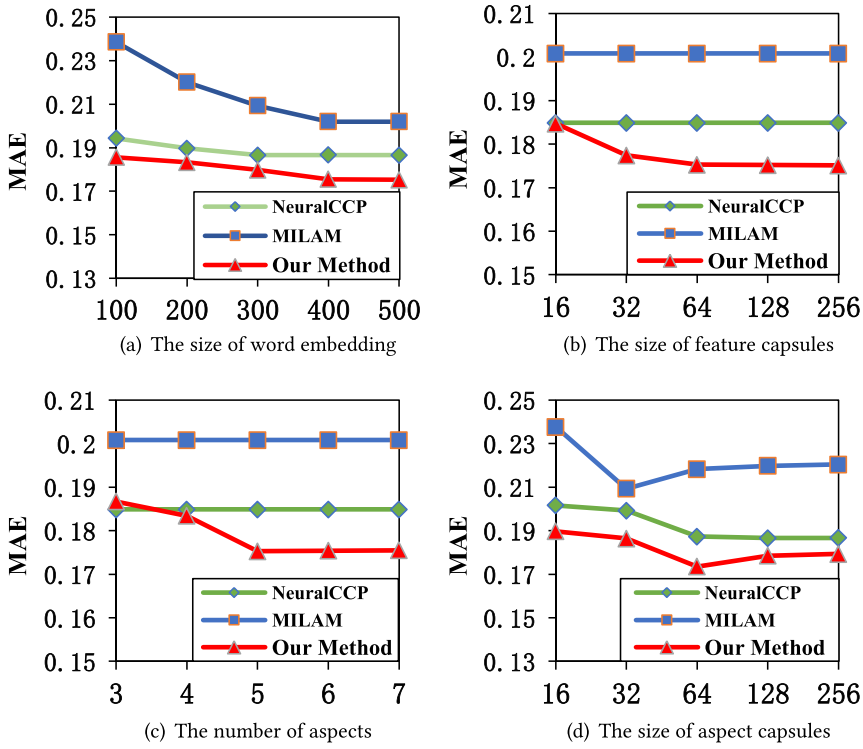 0.25
0.23
0.21
0.19
0.17
0.15
0.13
MAE
NeuralCCP
MILAM
Our Method
100 200 300 400 500
(a) The size of word embedding
0.21
0.2
0.19
0.18
0.17
0.16
0.15
MAE
NeuralCCP
MILAM
Our Method
16 32 64 128 256
(b) The size of feature capsules
0.21
0.2
0.19
0.18
0.17
0.16
0.15
MAE
NeuralCCP
MILAM
Our Method
3 4 5 6 7
(c) The number of aspects
0.25
0.23
0.21
0.19
0.17
0.15
0.13
MAE
NeuralCCP
MILAM
Our Method
16 32 64 128 256
(d) The size of aspect capsules